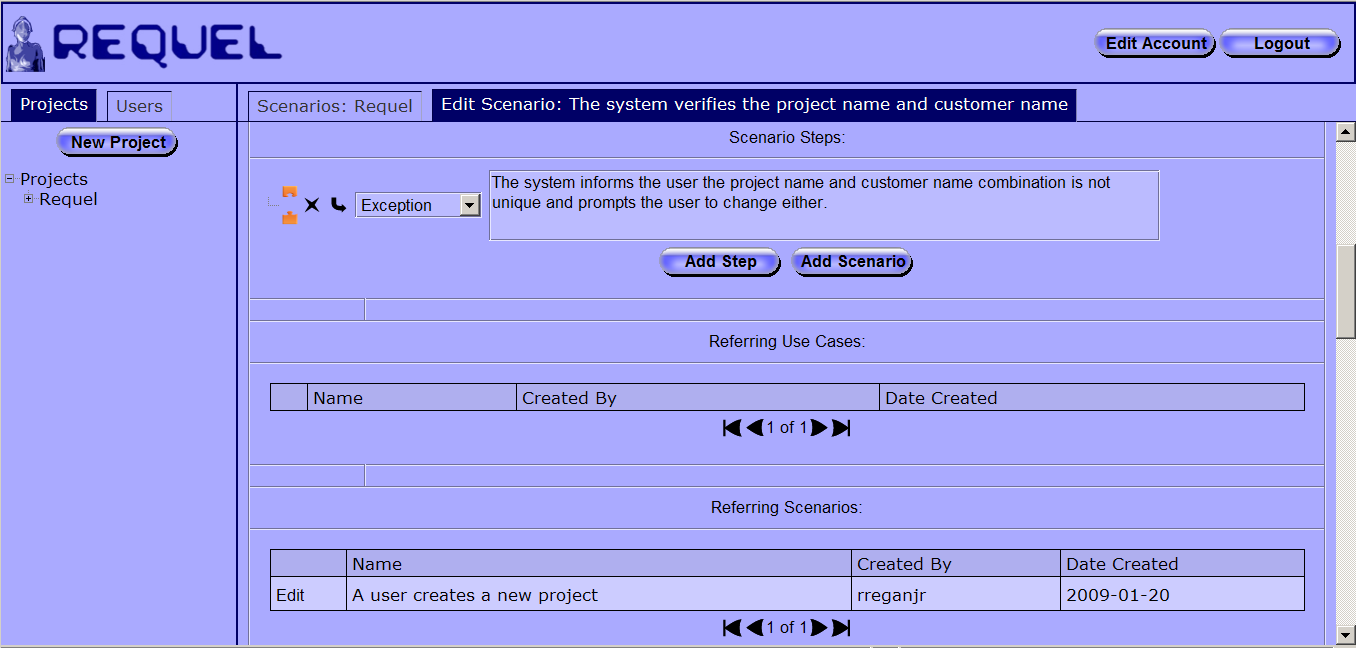 REQUEL
Edit Account Logout
Projects Users Scenarios: Requel Edit Scenario: The system verifies the project name and customer name
New Project
Projects
Requel
Scenario Steps:
Exception
The system informs the user the project name and customer name combination is not
unique and prompts the user to change either.
Add Step Add Scenario
Referring Use Cases:
Name Created By Date Created
1 of 1
Referring Scenarios:
Name Created By Date Created
Edit A user creates a new project rreganjr 2009-01-20
1 of 1